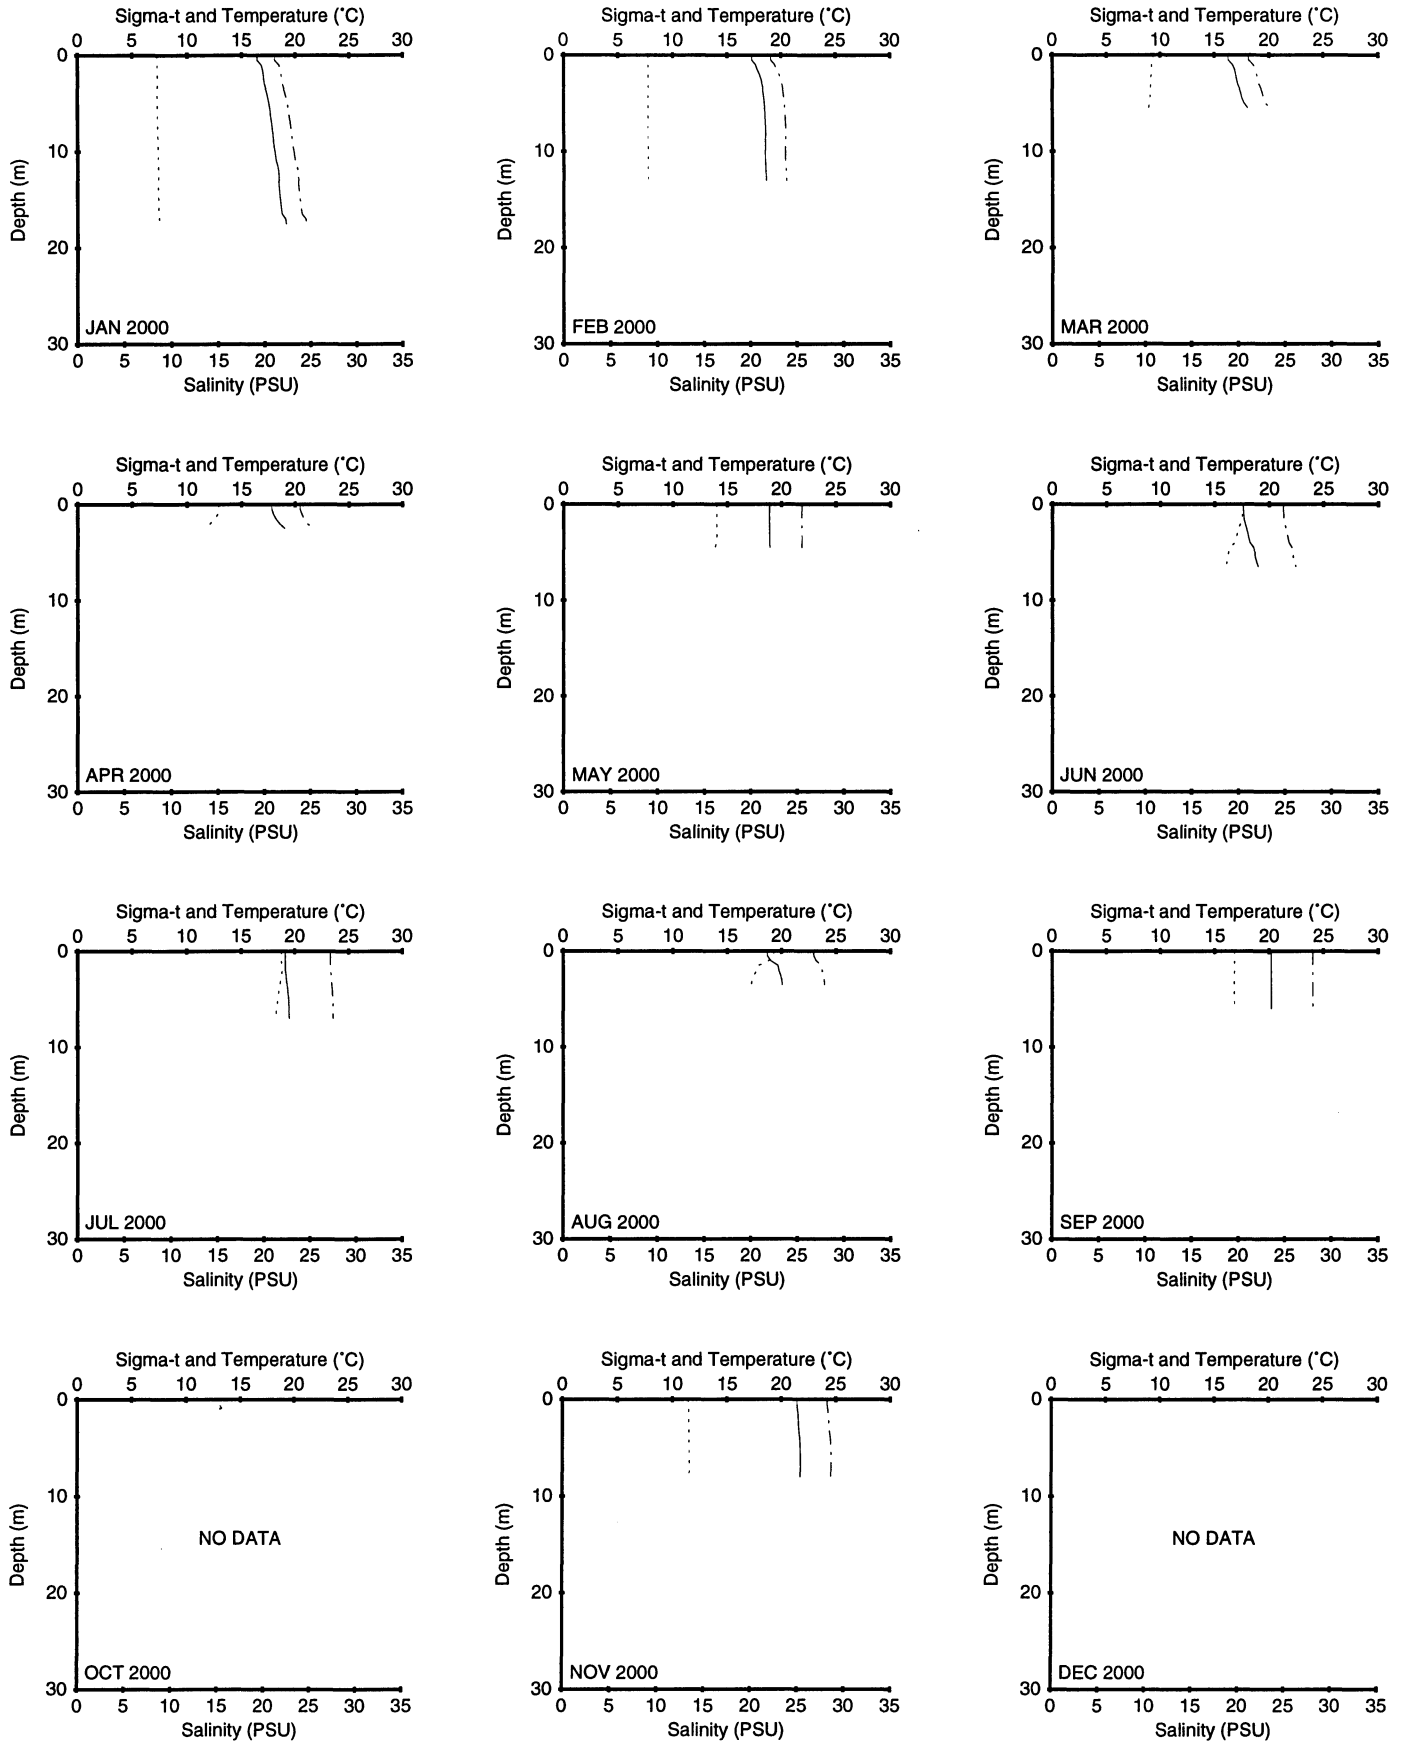 Sigma-t and Temperature (˚C)
0 5 10 15 20 25 30
0
10
20
30
Depth (m)
JAN 2000
0 5 10 15 20 25 30 35
Salinity (PSU)
Sigma-t and Temperature (˚C)
0 5 10 15 20 25 30
0
10
20
30
Depth (m)
FEB 2000
0 5 10 15 20 25 30 35
Salinity (PSU)
Sigma-t and Temperature (˚C)
0 5 10 15 20 25 30
0
10
20
30
Depth (m)
MAR 2000
0 5 10 15 20 25 30 35
Salinity (PSU)
Sigma-t and Temperature (˚C)
0 5 10 15 20 25 30
0
10
20
30
Depth (m)
APR 2000
0 5 10 15 20 25 30 35
Salinity (PSU)
Sigma-t and Temperature (˚C)
0 5 10 15 20 25 30
0
10
20
30
Depth (m)
MAY 2000
0 5 10 15 20 25 30 35
Salinity (PSU)
Sigma-t and Temperature (˚C)
0 5 10 15 20 25 30
0
10
20
30
Depth (m)
JUN 2000
0 5 10 15 20 25 30 35
Salinity (PSU)
Sigma-t and Temperature (˚C)
0 5 10 15 20 25 30
0
10
20
30
Depth (m)
JUL 2000
0 5 10 15 20 25 30 35
Salinity (PSU)
Sigma-t and Temperature (˚C)
0 5 10 15 20 25 30
0
10
20
30
Depth (m)
AUG 2000
0 5 10 15 20 25 30 35
Salinity (PSU)
Sigma-t and Temperature (˚C)
0 5 10 15 20 25 30
0
10
20
30
Depth (m)
SEP 2000
0 5 10 15 20 25 30 35
Salinity (PSU)
Sigma-t and Temperature (˚C)
0 5 10 15 20 25 30
0
10
20
30
Depth (m)
NO DATA
OCT 2000
0 5 10 15 20 25 30 35
Salinity (PSU)
Sigma-t and Temperature (˚C)
0 5 10 15 20 25 30
0
10
20
30
Depth (m)
NOV 2000
0 5 10 15 20 25 30 35
Salinity (PSU)
Sigma-t and Temperature (˚C)
0 5 10 15 20 25 30
0
10
20
30
Depth (m)
NO DATA
DEC 2000
0 5 10 15 20 25 30 35
Salinity (PSU)